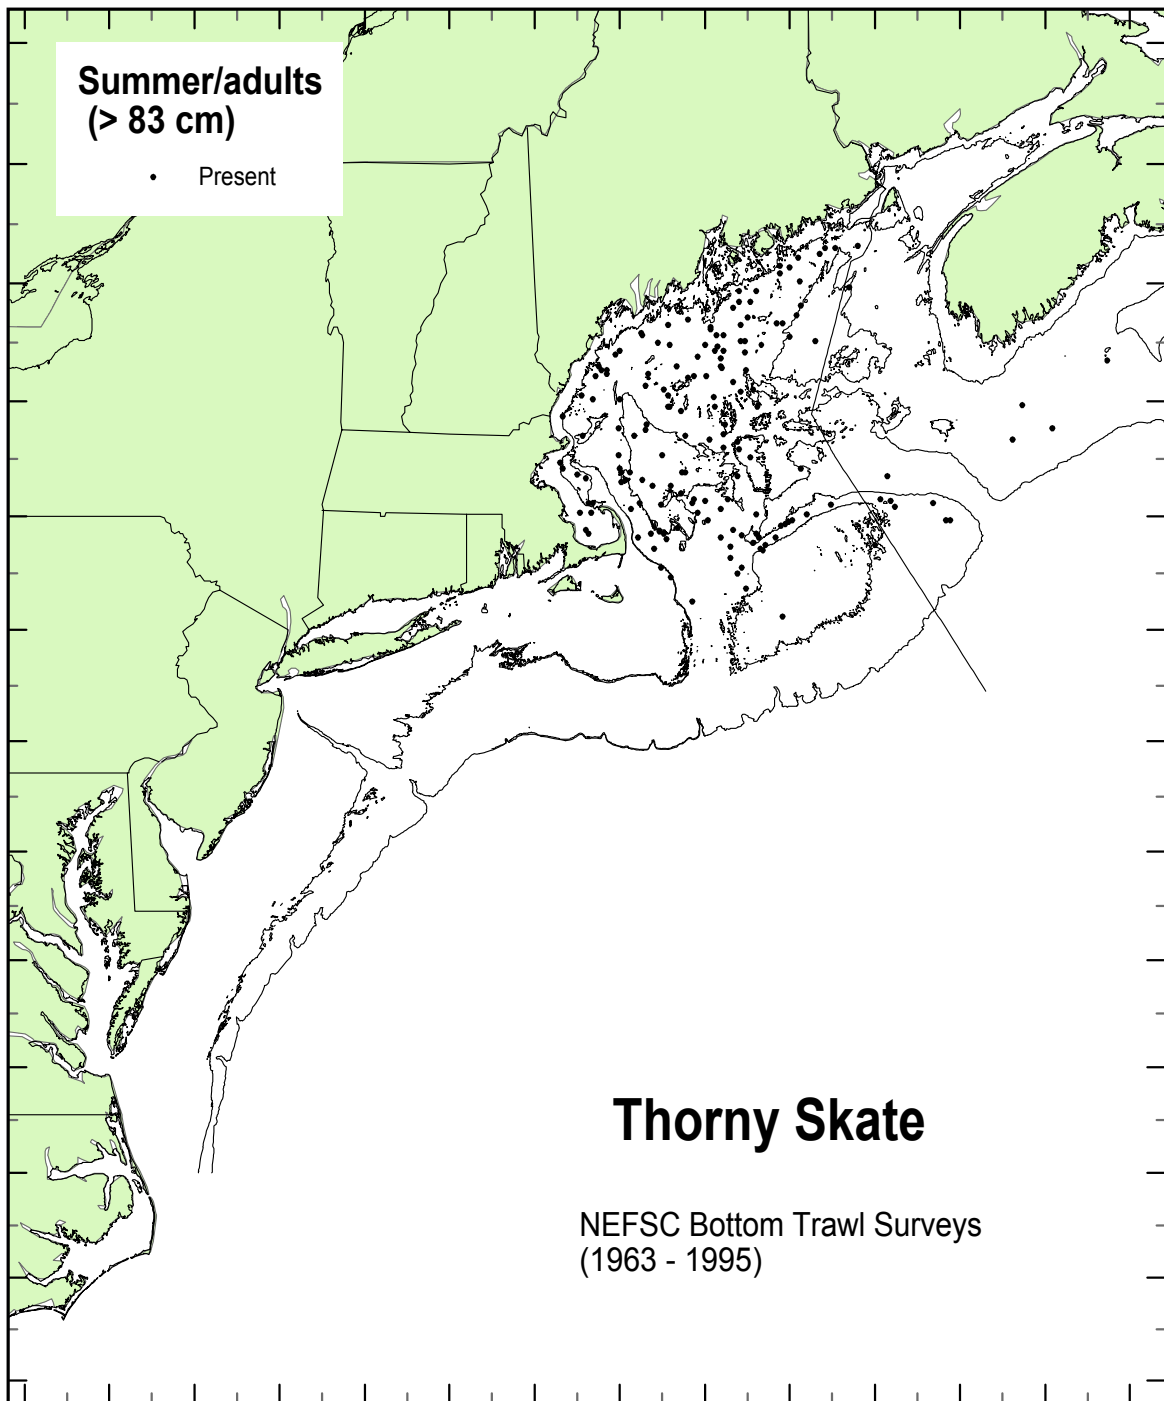 Summer/adults
(> 83 cm)
Present
Thorny Skate
NEFSC Bottom Trawl Surveys
(1963 - 1995)